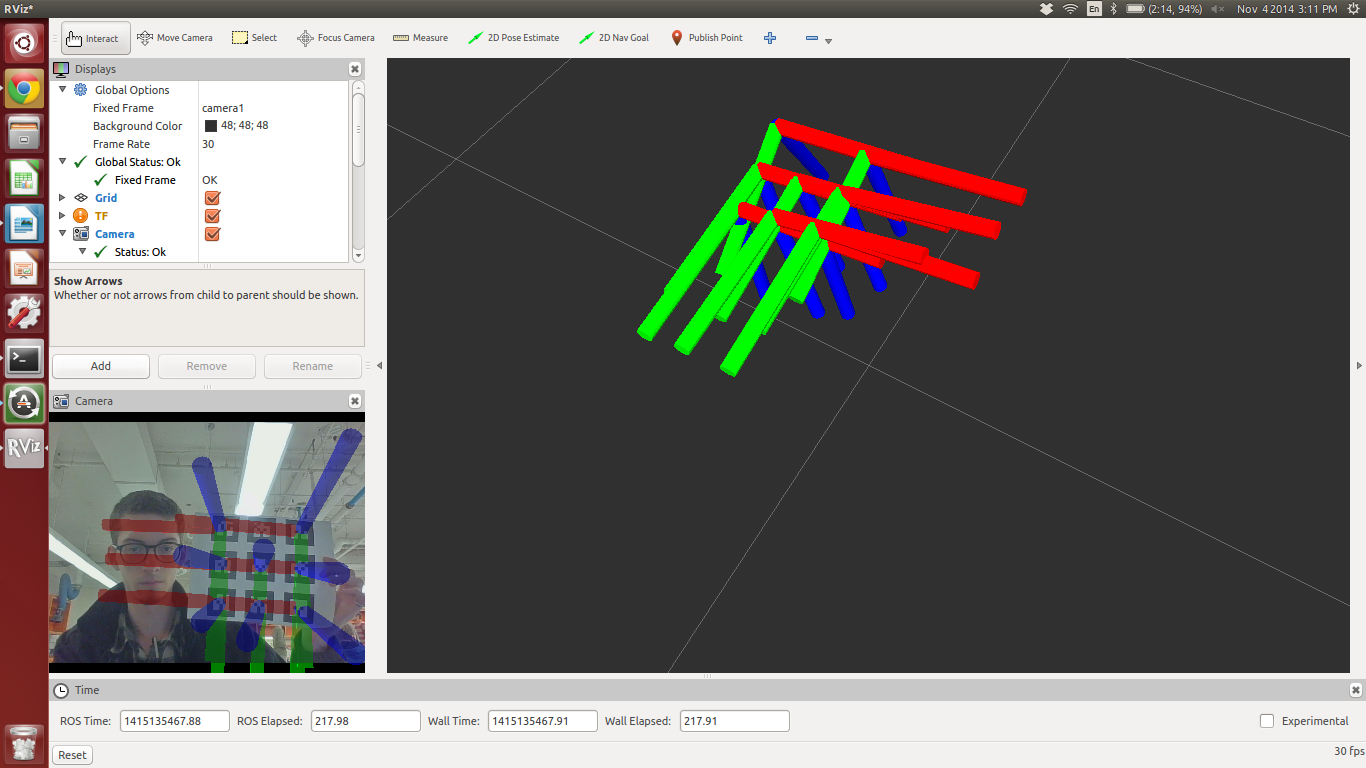 RViz*
En
(2:14, 94%)
Nov 4 2014 3:11 PM
Interact
Move Camera
Select
Focus Camera
Measure
2D Pose Estimate
2D Nav Goal
Publish Point
Displays
Global Options
Fixed Frame camera1
Background Color 48; 48; 48
Frame Rate 30
Global Status: Ok
Fixed Frame OK
Grid
TF
Camera
Status: Ok
Show Arrows
Whether or not arrows from child to parent should be shown.
Add Remove Rename
Camera
RViz
Time
ROS Time: 1415135467.88 ROS Elapsed: 217.98 Wall Time: 1415135467.91 Wall Elapsed: 217.91 Experimental
Reset
30 fps